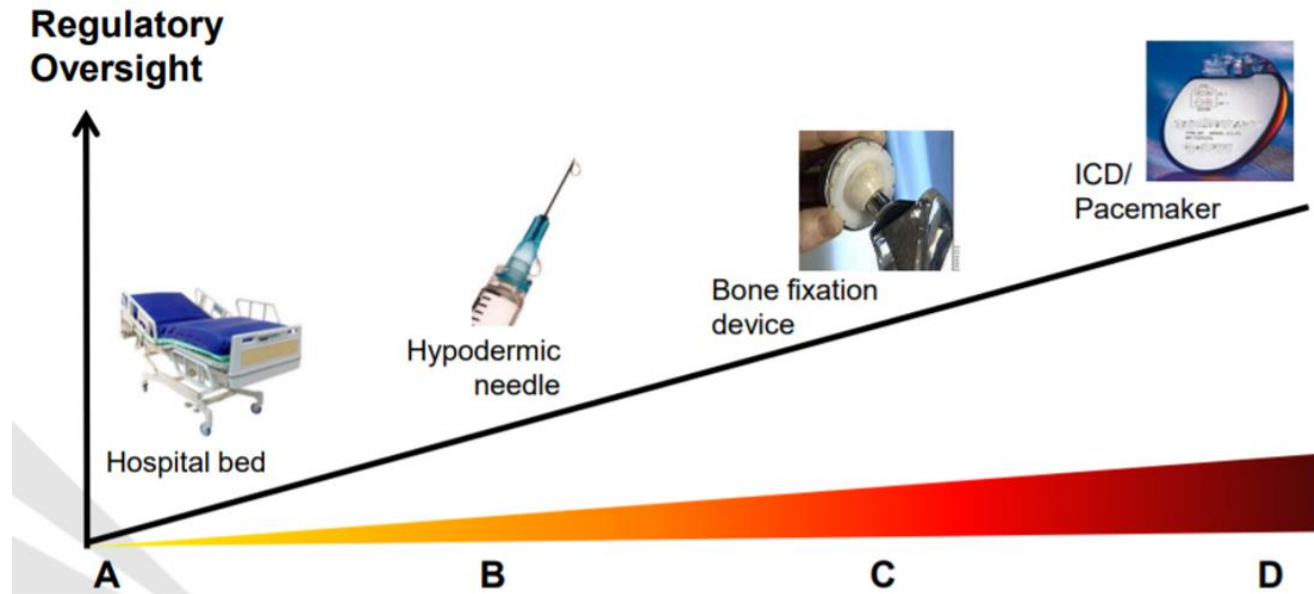 Regulatory
Oversight
ICD/
Pacemaker
Bone fixation
device
Hypodermic
needle
Hospital bed
A
B
C
D